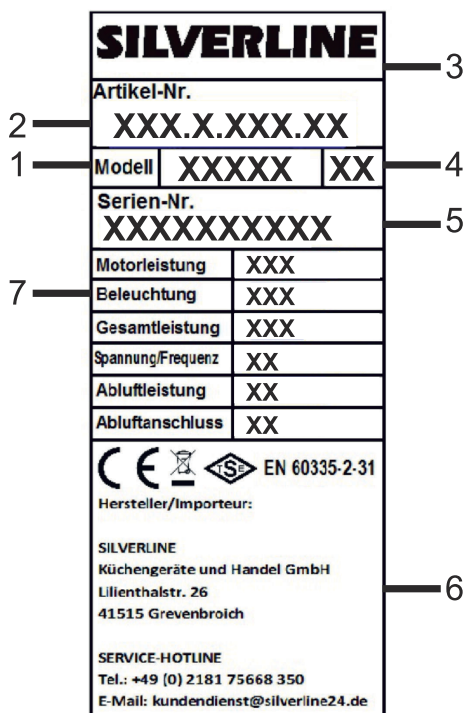 SILVERLINE
3
Artikel-Nr.
2
XXX.X.XXX.XX
1
Modell XXXXX XX
4
Serien-Nr.
XXXXXXXXXX
5
Motorleistung XXX
7
Beleuchtung XXX
Gesamtleistung XXX
Spannung/Frequenz XX
Abluftleistung XX
Abluftanschluss XX
CE TSE EN 60335-2-31
Hersteller/Importeur:
SILVERLINE
Küchengeräte und Handel GmbH
Lilienthalstr. 26
6
41515 Grevenbroich
SERVICE-HOTLINE
Tel.: +49 (0) 2181 75668 350
E-Mail: kundendienst@silverline24.de